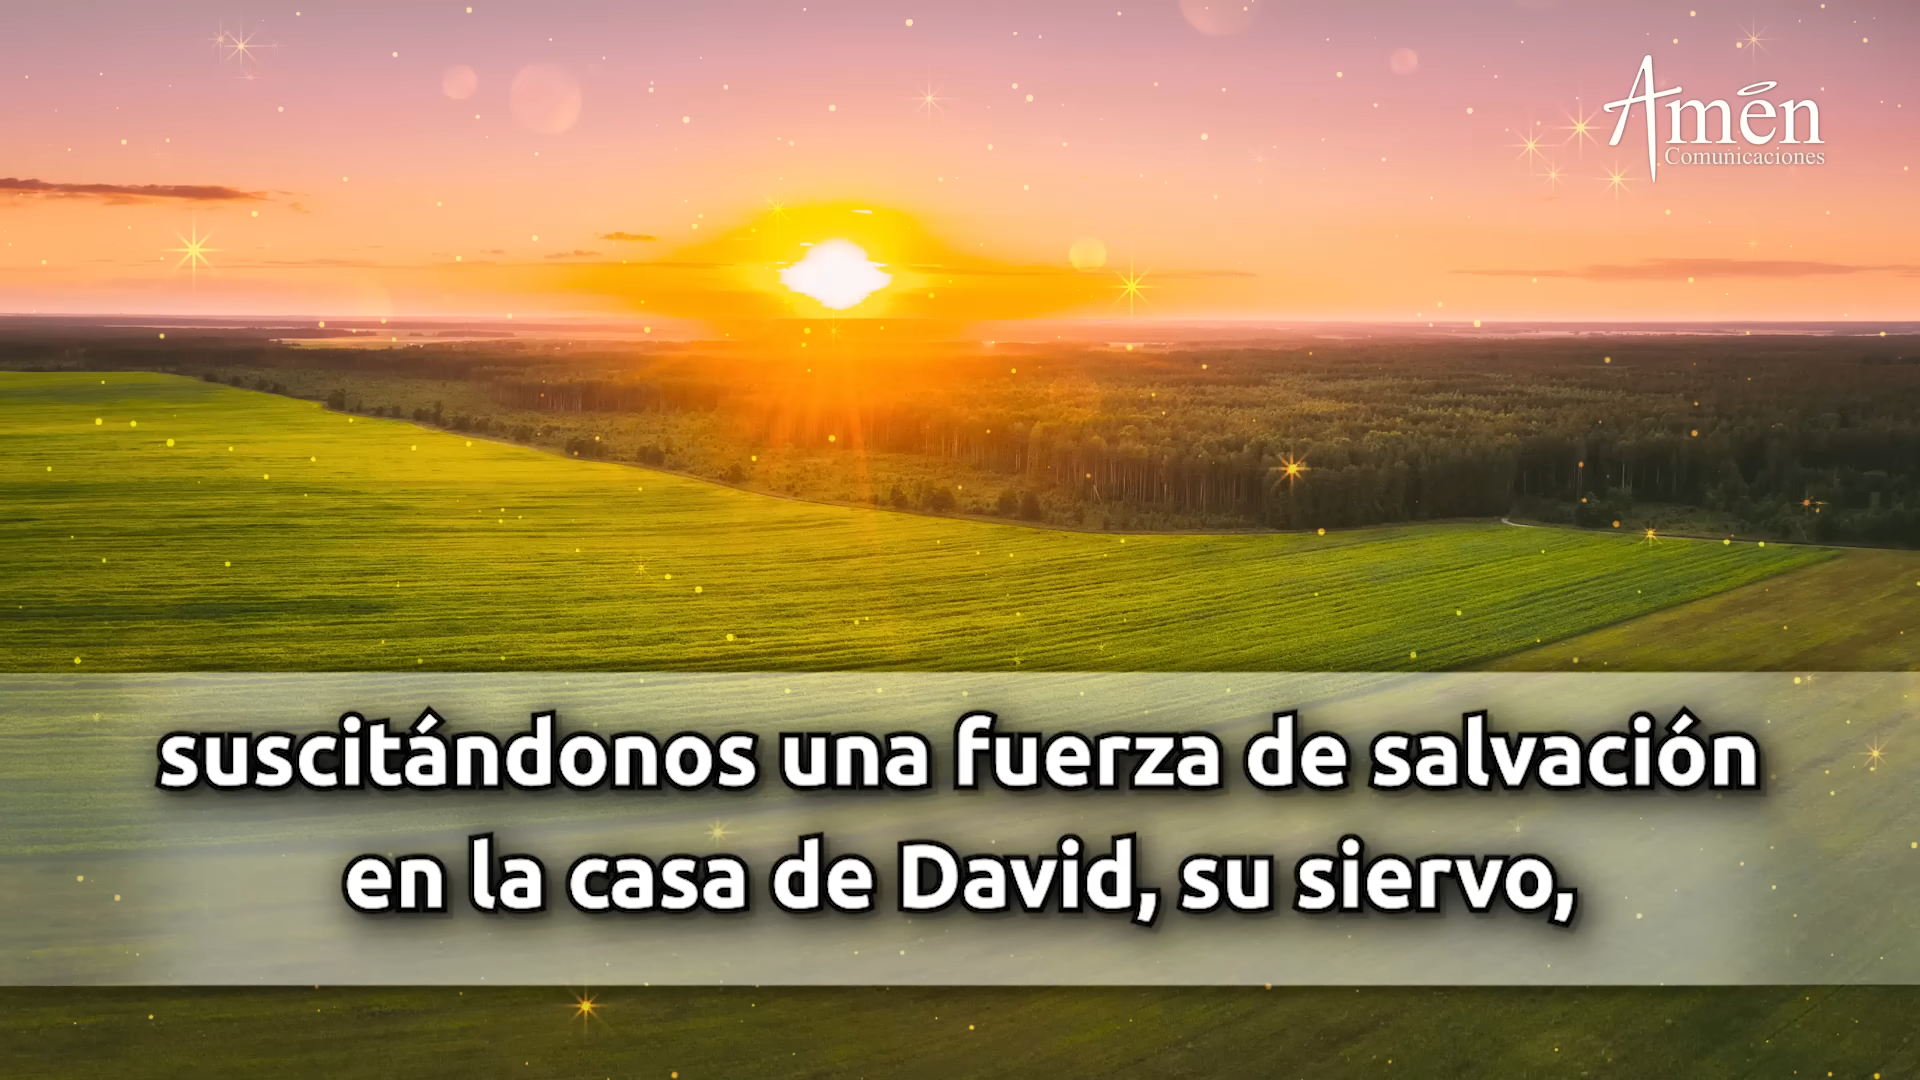 Amén
Comunicaciones
suscitándonos una fuerza de salvación
en la casa de David, su siervo,